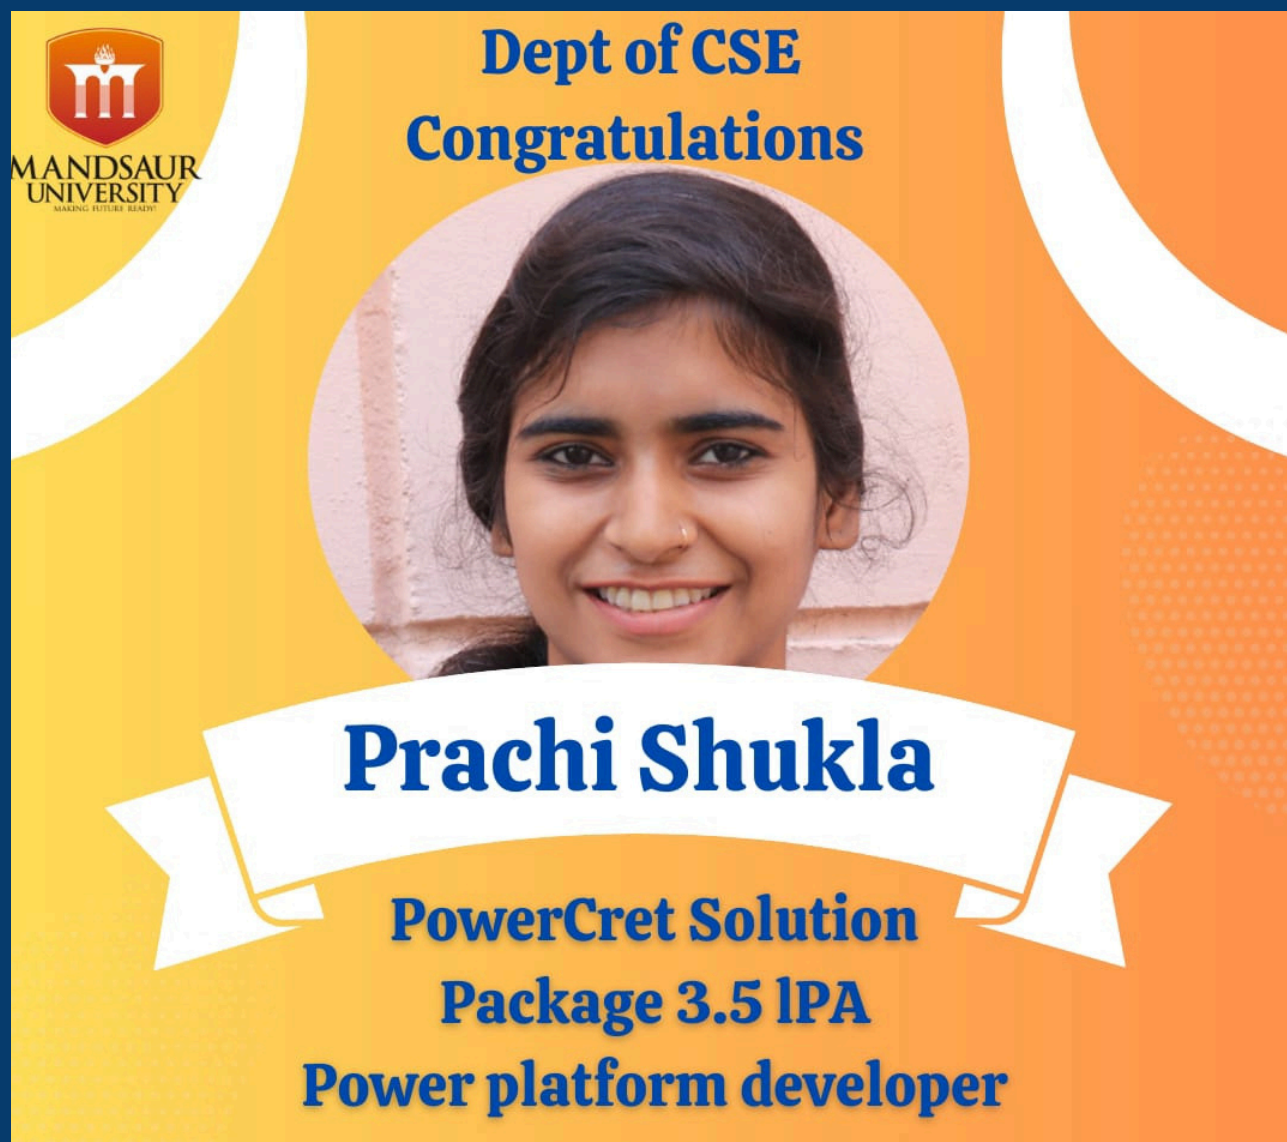 Dept of CSE
Congratulations
MANDSAUR
UNIVERSITY
MAKING FUTURE READY!
Prachi Shukla
PowerCret Solution
Package 3.5 lPA
Power platform developer